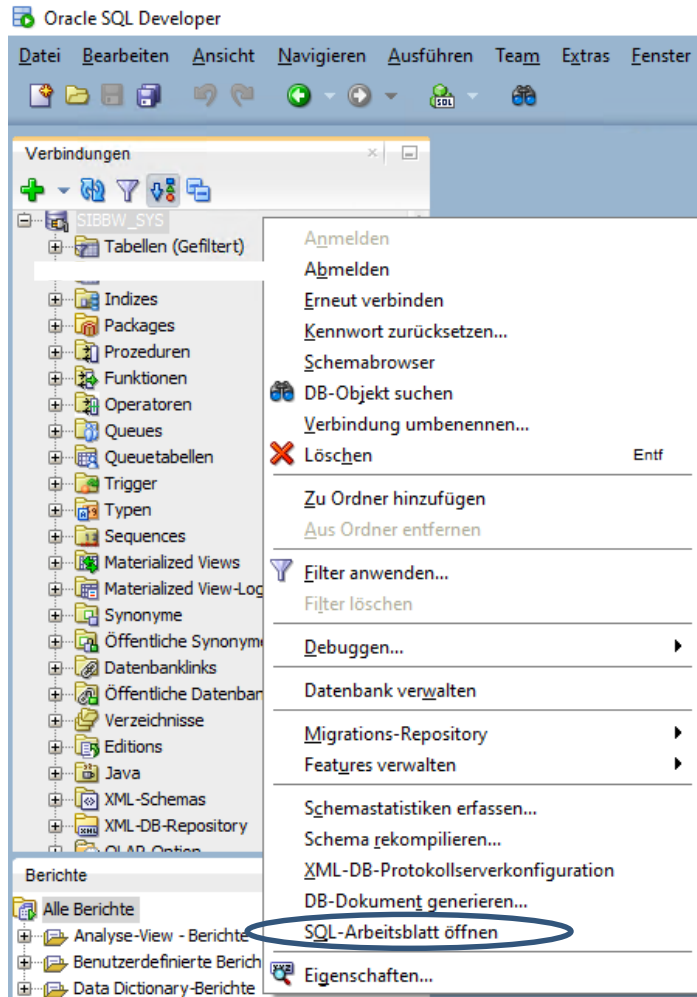 Oracle SQL Developer
Datei Bearbeiten Ansicht Navigieren Ausführen Team Extras Fenster
SQL
Verbindungen
SIBBW_SYS
Tabellen (Gefiltert)
Indizes
Packages
Prozeduren
Funktionen
Operatoren
Queues
Queuetabellen
Trigger
Typen
Sequences
Materialized Views
Materialized View-Log
Synonyme
Öffentliche Synonyme
Datenbanklinks
Öffentliche Datenban
Verzeichnisse
Editions
Java
XML-Schemas
XML-DB-Repository
OLAP-Option
Berichte
Alle Berichte
Analyse-View - Berichte
Benutzerdefinierte Berich
Data Dictionary-Berichte
Anmelden
Abmelden
Erneut verbinden
Kennwort zurücksetzen...
Schemabrowser
DB-Objekt suchen
Verbindung umbenennen...
Löschen Entf
Zu Ordner hinzufügen
Aus Ordner entfernen
Filter anwenden...
Filter löschen
Debuggen...
Datenbank verwalten
Migrations-Repository
Features verwalten
Schemastatistiken erfassen...
Schema rekompilieren...
XML-DB-Protokollserverkonfiguration
DB-Dokument generieren...
SQL-Arbeitsblatt öffnen
Eigenschaften...